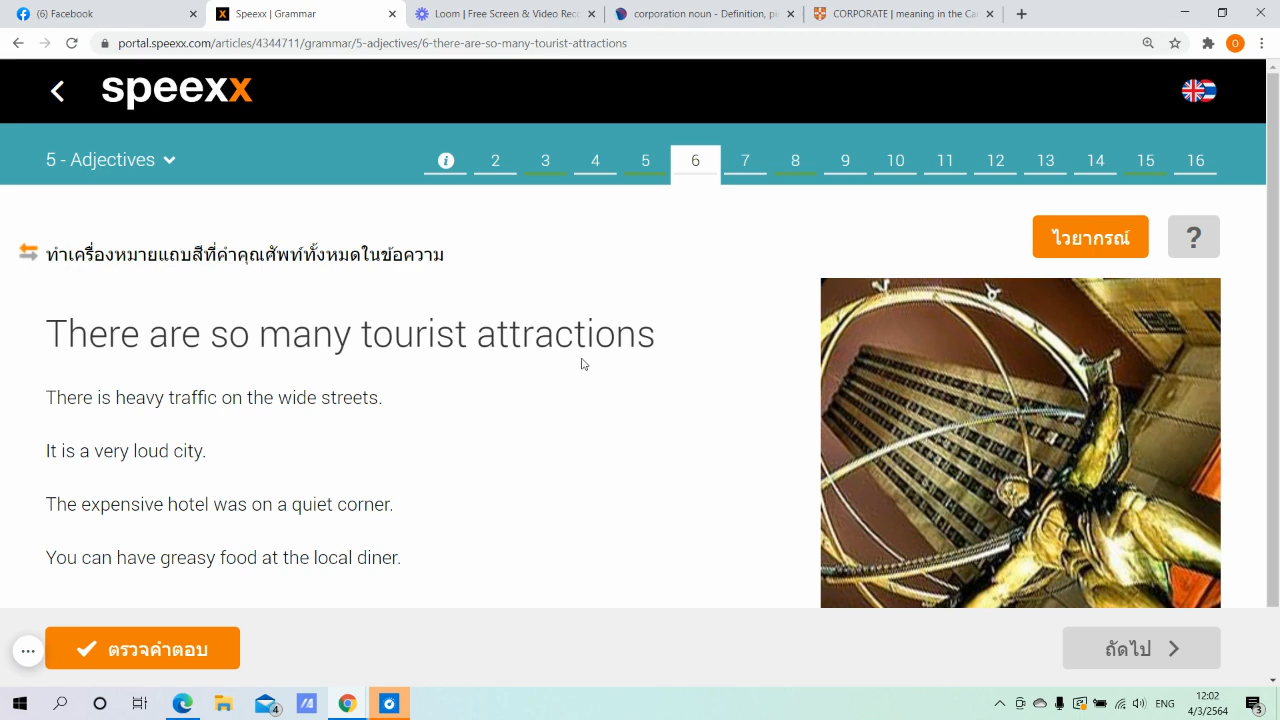 (6) Facebook
Speexx | Grammar
Loom | Free Screen & Video Reco
corporation noun - Definition, pi
CORPORATE | meaning in the Ca
portal.speexx.com/articles/4344711/grammar/5-adjectives/6-there-are-so-many-tourist-attractions
O
speexx
5 - Adjectives
i 2 3 4 5 6 7 8 9 10 11 12 13 14 15 16
ทำเครื่องหมายแถบสีที่คำคุณศัพท์ทั้งหมดในข้อความ
ไวยากรณ์
?
There are so many tourist attractions
There is heavy traffic on the wide streets.
It is a very loud city.
The expensive hotel was on a quiet corner.
You can have greasy food at the local diner.
ตรวจคำตอบ
ถัดไป
4
ENG
12:02
4/3/2564
3